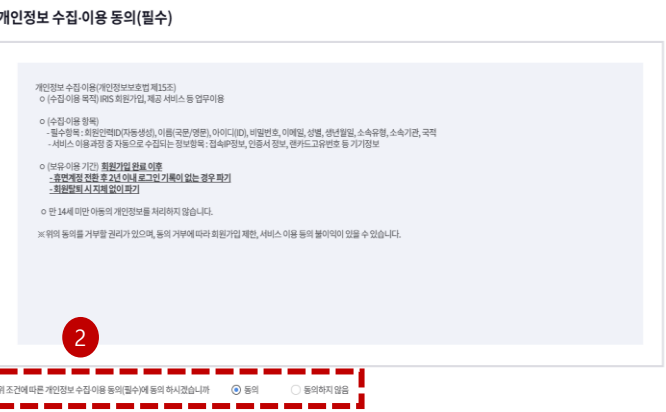 개인정보 수집·이용 동의(필수)
개인정보 수집·이용(개인정보보호법 제15조)
ㅇ (수집·이용 목적) IRIS 회원가입, 제공 서비스 등 업무이용
ㅇ (수집·이용 항목)
- 필수항목 : 회원인력ID(자동생성), 이름(국문/영문), 아이디(ID), 비밀번호, 이메일, 성별, 생년월일, 소속유형, 소속기관, 국적
- 서비스 이용과정 중 자동으로 수집되는 정보항목 : 접속IP정보, 인증서 정보, 랜카드고유번호 등 기기정보
ㅇ (보유·이용 기간) 회원가입 완료 이후
- 휴면계정 전환 후 2년 이내 로그인 기록이 없는 경우 파기
- 회원탈퇴 시 지체 없이 파기
ㅇ 만 14세 미만 아동의 개인정보를 처리하지 않습니다.
※ 위의 동의를 거부할 권리가 있으며, 동의 거부에 따라 회원가입 제한, 서비스 이용 등의 불이익이 있을 수 있습니다.
2
위 조건에 따른 개인정보 수집·이용 동의(필수)에 동의 하시겠습니까 동의 동의하지 않음